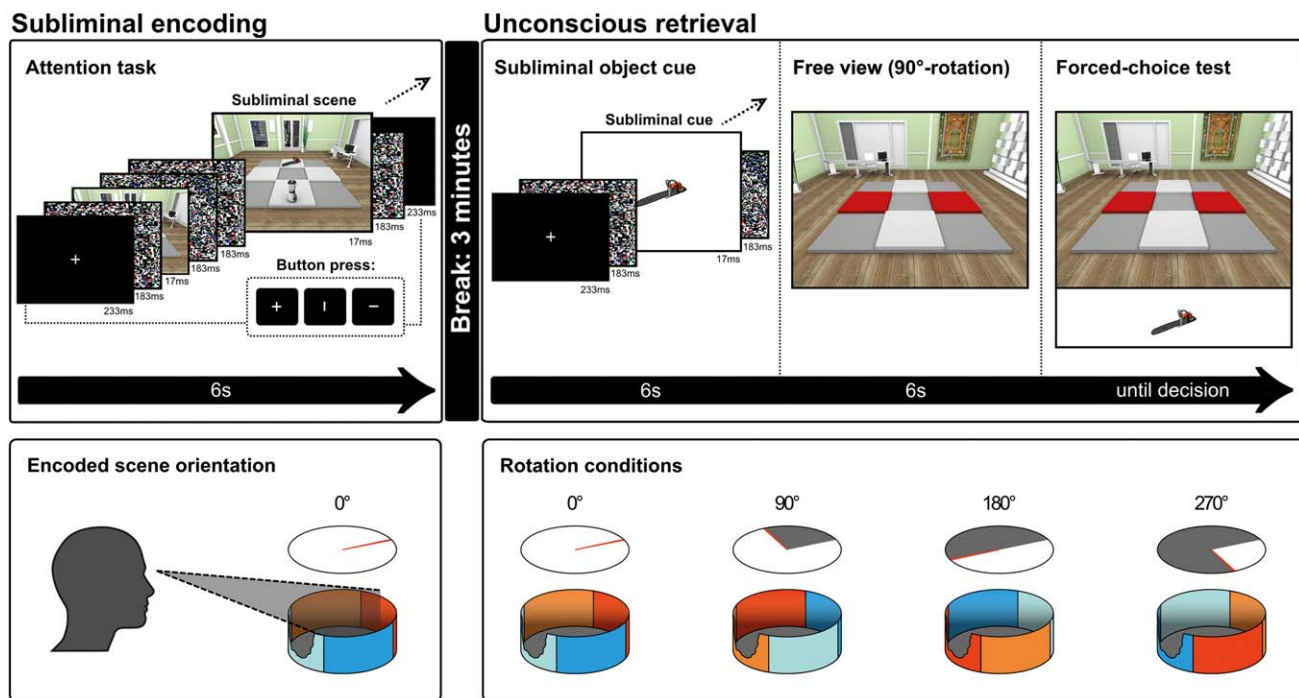 Subliminal encoding
Attention task
Subliminal scene
+
233ms
183ms
17ms
183ms
183ms
17ms
183ms
233ms
Button press:
+ I −
6s
Break: 3 minutes
Unconscious retrieval
Subliminal object cue
Subliminal cue
+
233ms
183ms
17ms
183ms
6s
Free view (90°-rotation)
6s
Forced-choice test
until decision
Encoded scene orientation
0°
Rotation conditions
0° 90° 180° 270°